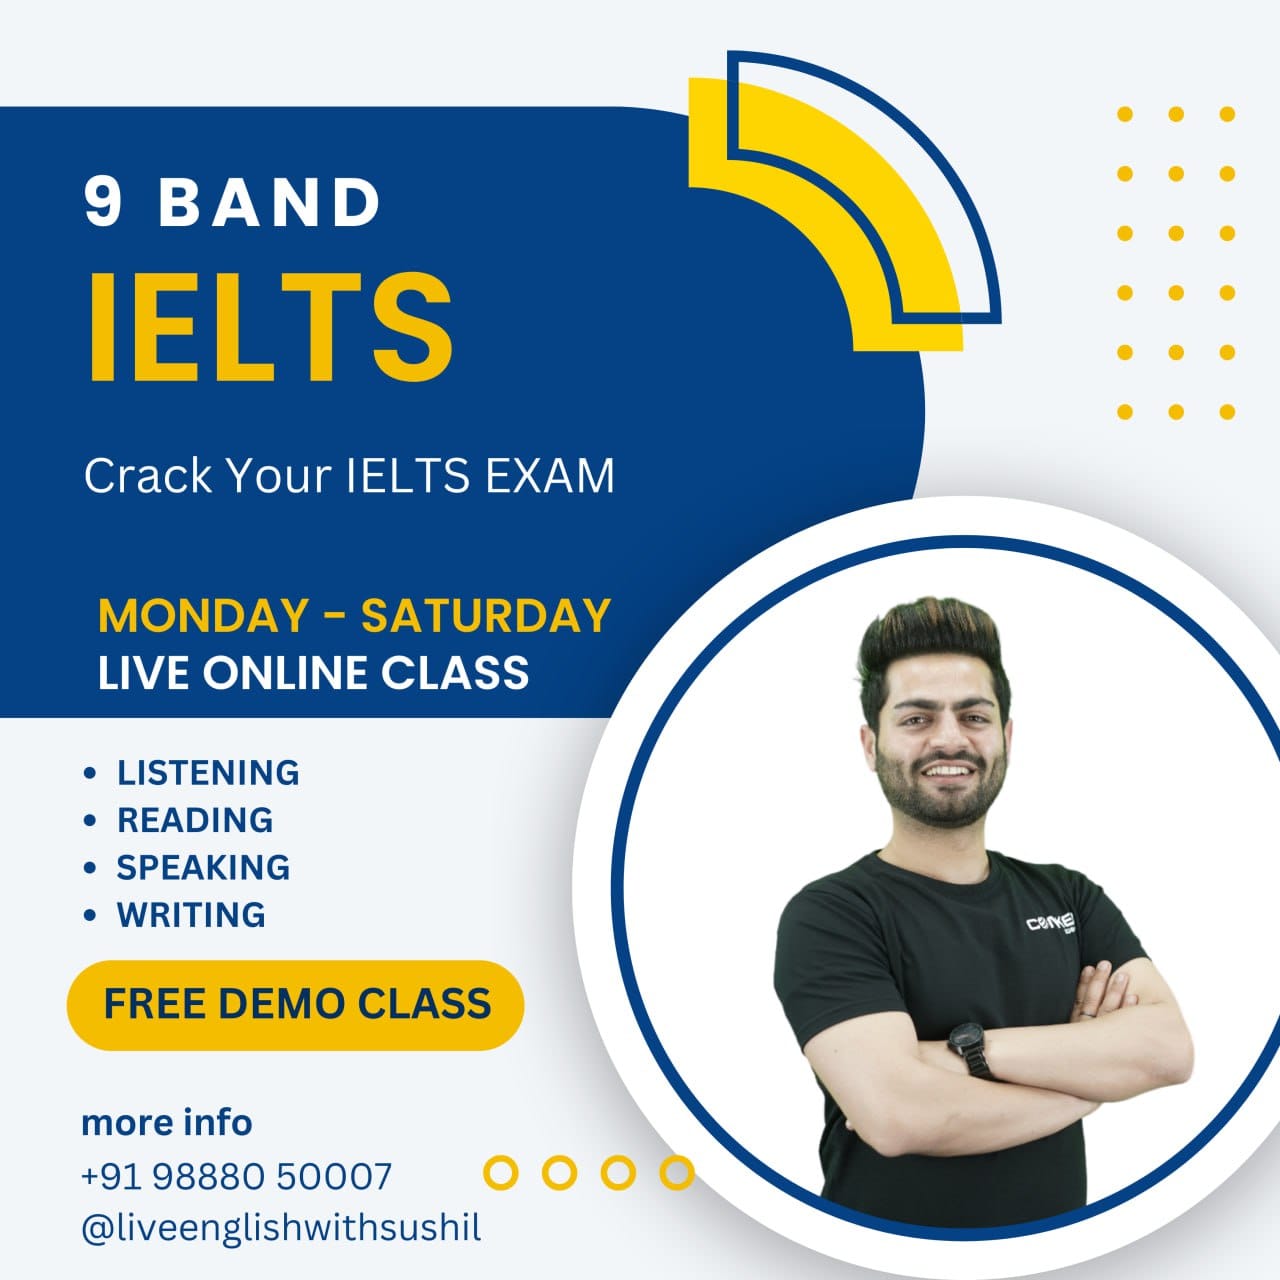 9 BAND
IELTS
Crack Your IELTS EXAM
MONDAY - SATURDAY
LIVE ONLINE CLASS
• LISTENING
• READING
• SPEAKING
• WRITING
FREE DEMO CLASS
more info
+91 98880 50007
@liveenglishwithsushil